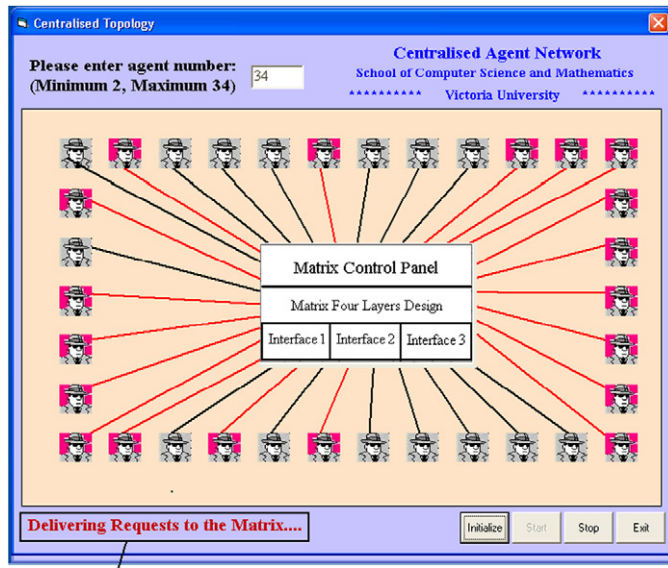 Centralised Topology
Please enter agent number:
(Minimum 2, Maximum 34)
34
Centralised Agent Network
School of Computer Science and Mathematics
********** Victoria University **********
Matrix Control Panel
Matrix Four Layers Design
Interface 1 Interface 2 Interface 3
Delivering Requests to the Matrix....
Initialize Start Stop Exit